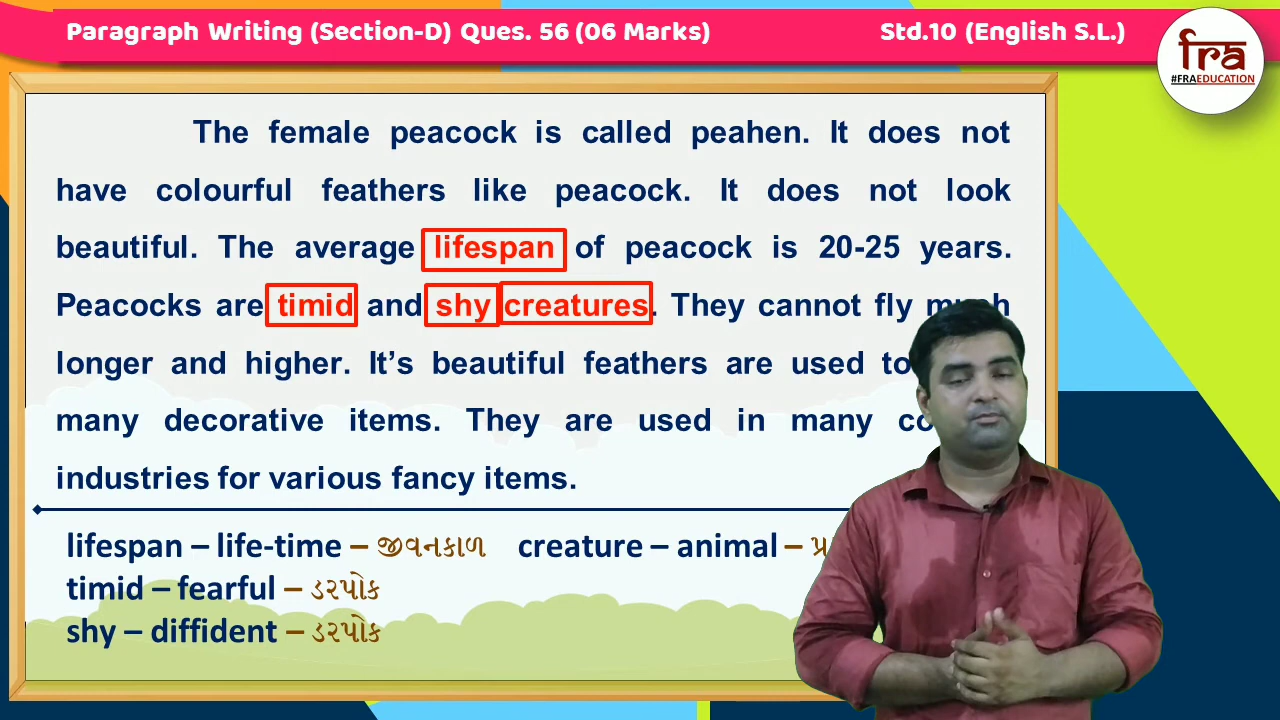 Paragraph Writing (Section-D) Ques. 56 (06 Marks)
Std.10 (English S.L.)
fra
#FRAEDUCATION
The female peacock is called peahen. It does not
have colourful feathers like peacock. It does not look
beautiful. The average lifespan of peacock is 20-25 years.
Peacocks are timid and shy creatures. They cannot fly much
longer and higher. It’s beautiful feathers are used to
many decorative items. They are used in many
industries for various fancy items.
lifespan – life-time – જીવનકાળ creature – animal –
timid – fearful – ડરપોક
shy – diffident – ડરપોક